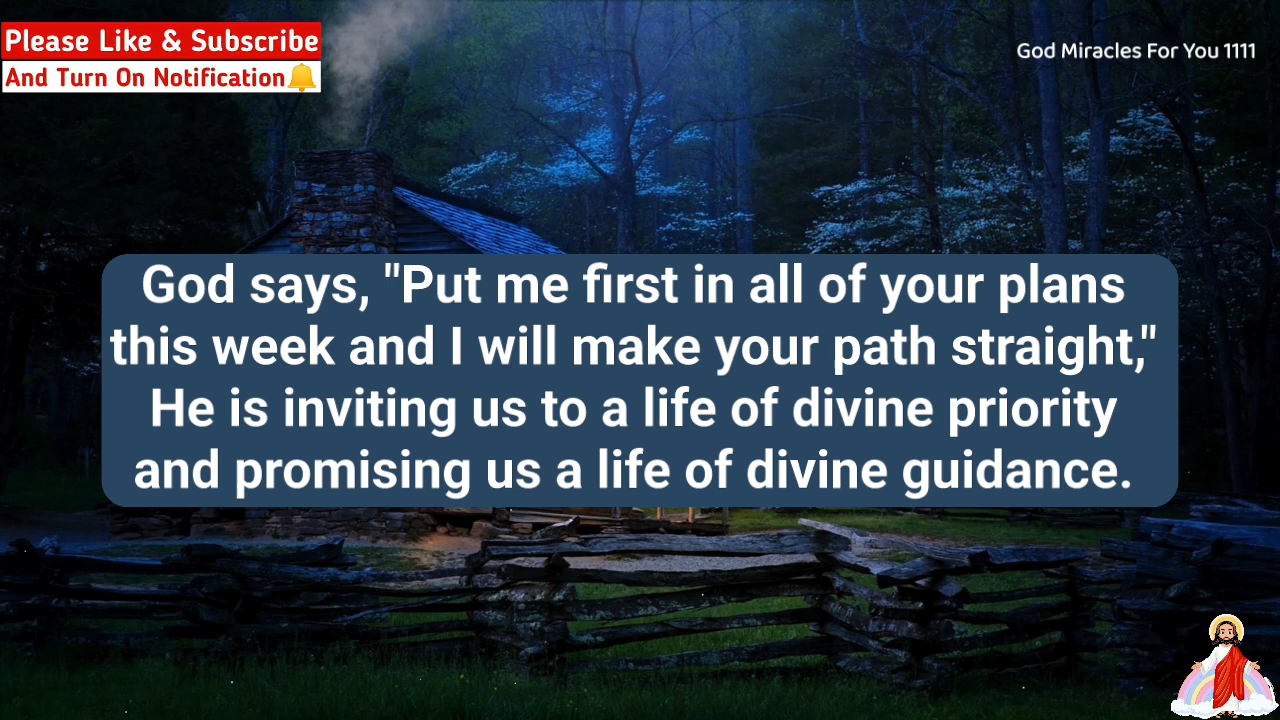 Please Like & Subscribe
And Turn On Notification🔔
God Miracles For You 1111
God says, "Put me first in all of your plans
this week and I will make your path straight,"
He is inviting us to a life of divine priority
and promising us a life of divine guidance.